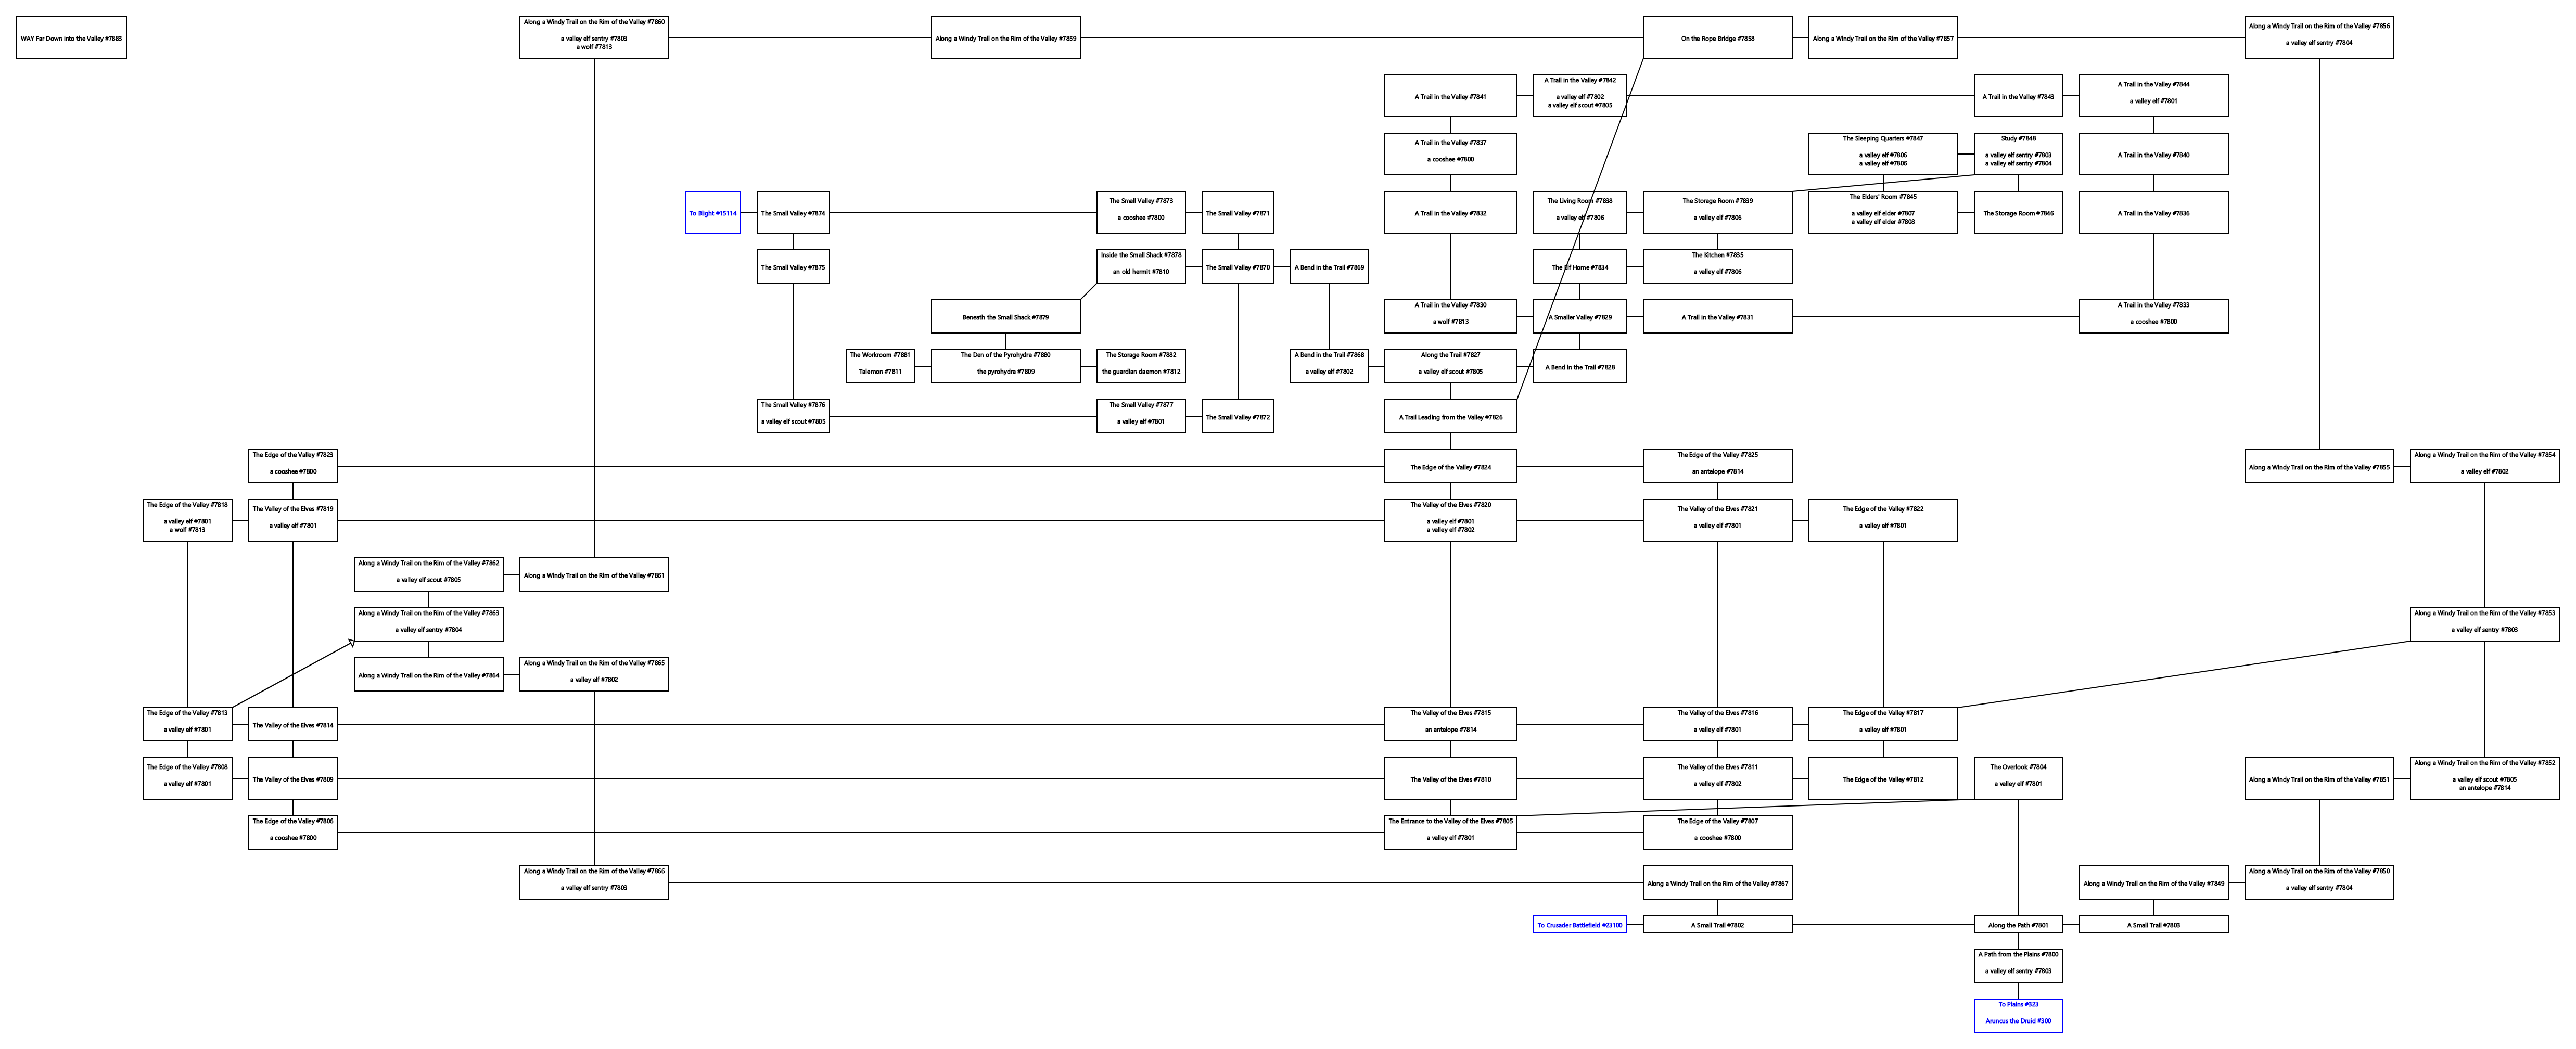 WAY Far Down into the Valley #7883
Along a Windy Trail on the Rim of the Valley #7860
a valley elf sentry #7803
a wolf #7813
Along a Windy Trail on the Rim of the Valley #7859
On the Rope Bridge #7858
Along a Windy Trail on the Rim of the Valley #7857
Along a Windy Trail on the Rim of the Valley #7856
a valley elf sentry #7804
A Trail in the Valley #7841
A Trail in the Valley #7842
a valley elf #7802
a valley elf scout #7805
A Trail in the Valley #7843
A Trail in the Valley #7844
a valley elf #7801
A Trail in the Valley #7837
a cooshee #7800
The Sleeping Quarters #7847
a valley elf #7806
a valley elf #7806
Study #7848
a valley elf sentry #7803
a valley elf sentry #7804
A Trail in the Valley #7840
To Blight #15114
The Small Valley #7874
The Small Valley #7873
a cooshee #7800
The Small Valley #7871
A Trail in the Valley #7832
The Living Room #7838
a valley elf #7806
The Storage Room #7839
a valley elf #7806
The Elders' Room #7845
a valley elf elder #7807
a valley elf elder #7808
The Storage Room #7846
A Trail in the Valley #7836
The Small Valley #7875
Inside the Small Shack #7878
an old hermit #7810
The Small Valley #7870
A Bend in the Trail #7869
The Elf Home #7834
The Kitchen #7835
a valley elf #7806
Beneath the Small Shack #7879
A Trail in the Valley #7830
a wolf #7813
A Smaller Valley #7829
A Trail in the Valley #7831
A Trail in the Valley #7833
a cooshee #7800
The Workroom #7881
Talemon #7811
The Den of the Pyrohydra #7880
the pyrohydra #7809
The Storage Room #7882
the guardian daemon #7812
A Bend in the Trail #7868
a valley elf #7802
Along the Trail #7827
a valley elf scout #7805
A Bend in the Trail #7828
The Small Valley #7876
a valley elf scout #7805
The Small Valley #7877
a valley elf #7801
The Small Valley #7872
A Trail Leading from the Valley #7826
The Edge of the Valley #7823
a cooshee #7800
The Edge of the Valley #7824
The Edge of the Valley #7825
an antelope #7814
Along a Windy Trail on the Rim of the Valley #7855
Along a Windy Trail on the Rim of the Valley #7854
a valley elf #7802
The Edge of the Valley #7818
a valley elf #7801
a wolf #7813
The Valley of the Elves #7819
a valley elf #7801
The Valley of the Elves #7820
a valley elf #7801
a valley elf #7802
The Valley of the Elves #7821
a valley elf #7801
The Edge of the Valley #7822
a valley elf #7801
Along a Windy Trail on the Rim of the Valley #7862
a valley elf scout #7805
Along a Windy Trail on the Rim of the Valley #7861
Along a Windy Trail on the Rim of the Valley #7863
a valley elf sentry #7804
Along a Windy Trail on the Rim of the Valley #7853
a valley elf sentry #7803
Along a Windy Trail on the Rim of the Valley #7864
Along a Windy Trail on the Rim of the Valley #7865
a valley elf #7802
The Edge of the Valley #7813
a valley elf #7801
The Valley of the Elves #7814
The Valley of the Elves #7815
an antelope #7814
The Valley of the Elves #7816
a valley elf #7801
The Edge of the Valley #7817
a valley elf #7801
The Edge of the Valley #7808
a valley elf #7801
The Valley of the Elves #7809
The Valley of the Elves #7810
The Valley of the Elves #7811
a valley elf #7802
The Edge of the Valley #7812
The Overlook #7804
a valley elf #7801
Along a Windy Trail on the Rim of the Valley #7851
Along a Windy Trail on the Rim of the Valley #7852
a valley elf scout #7805
an antelope #7814
The Edge of the Valley #7806
a cooshee #7800
The Entrance to the Valley of the Elves #7805
a valley elf #7801
The Edge of the Valley #7807
a cooshee #7800
Along a Windy Trail on the Rim of the Valley #7866
a valley elf sentry #7803
Along a Windy Trail on the Rim of the Valley #7867
Along a Windy Trail on the Rim of the Valley #7849
Along a Windy Trail on the Rim of the Valley #7850
a valley elf sentry #7804
To Crusader Battlefield #23100
A Small Trail #7802
Along the Path #7801
A Small Trail #7803
A Path from the Plains #7800
a valley elf sentry #7803
To Plains #323
Aruncus the Druid #300